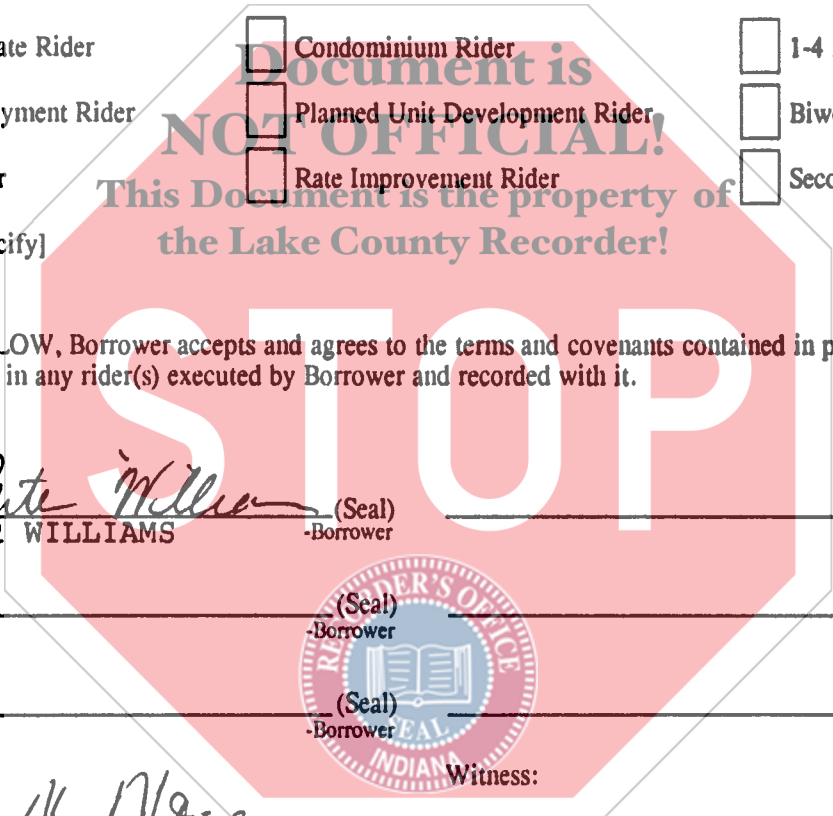 ate Rider Condominium Rider 1-4
yment Rider Planned Unit Development Rider Biw
r Rate Improvement Rider Seco
cify]
Document is
NOT OFFICIAL!
This Document is the property of
the Lake County Recorder!
STOP
LOW, Borrower accepts and agrees to the terms and covenants contained in p
in any rider(s) executed by Borrower and recorded with it.
Williams (Seal)
WILLIAMS -Borrower
(Seal)
-Borrower
(Seal)
-Borrower
RECORDER'S OFFICE
SEAL
INDIANA
Witness: